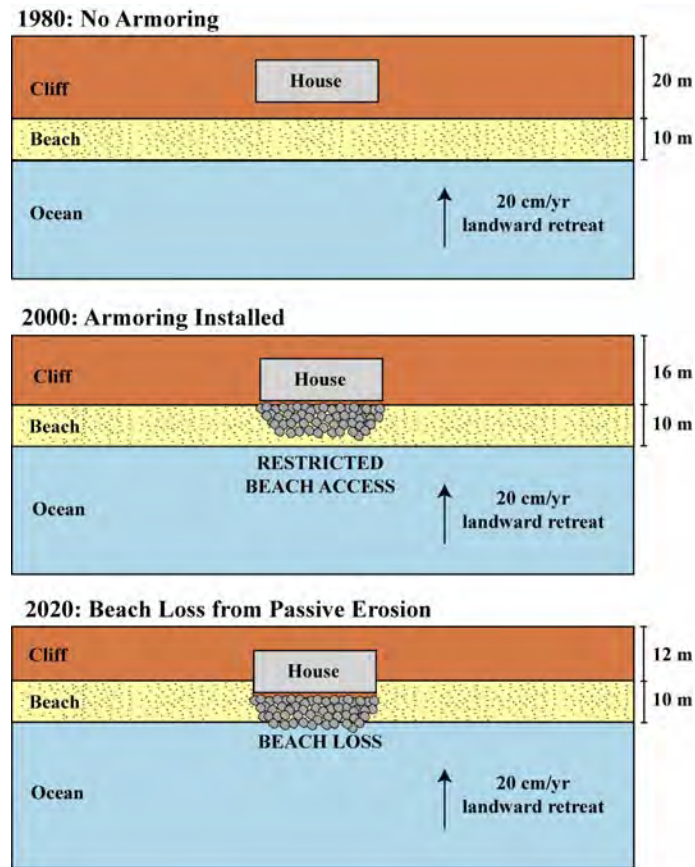 1980: No Armoring
House
Cliff
20 m
Beach
10 m
Ocean
20 cm/yr
landward retreat
2000: Armoring Installed
Cliff
House
16 m
Beach
10 m
RESTRICTED
BEACH ACCESS
Ocean
20 cm/yr
landward retreat
2020: Beach Loss from Passive Erosion
Cliff
House
12 m
Beach
10 m
BEACH LOSS
Ocean
20 cm/yr
landward retreat